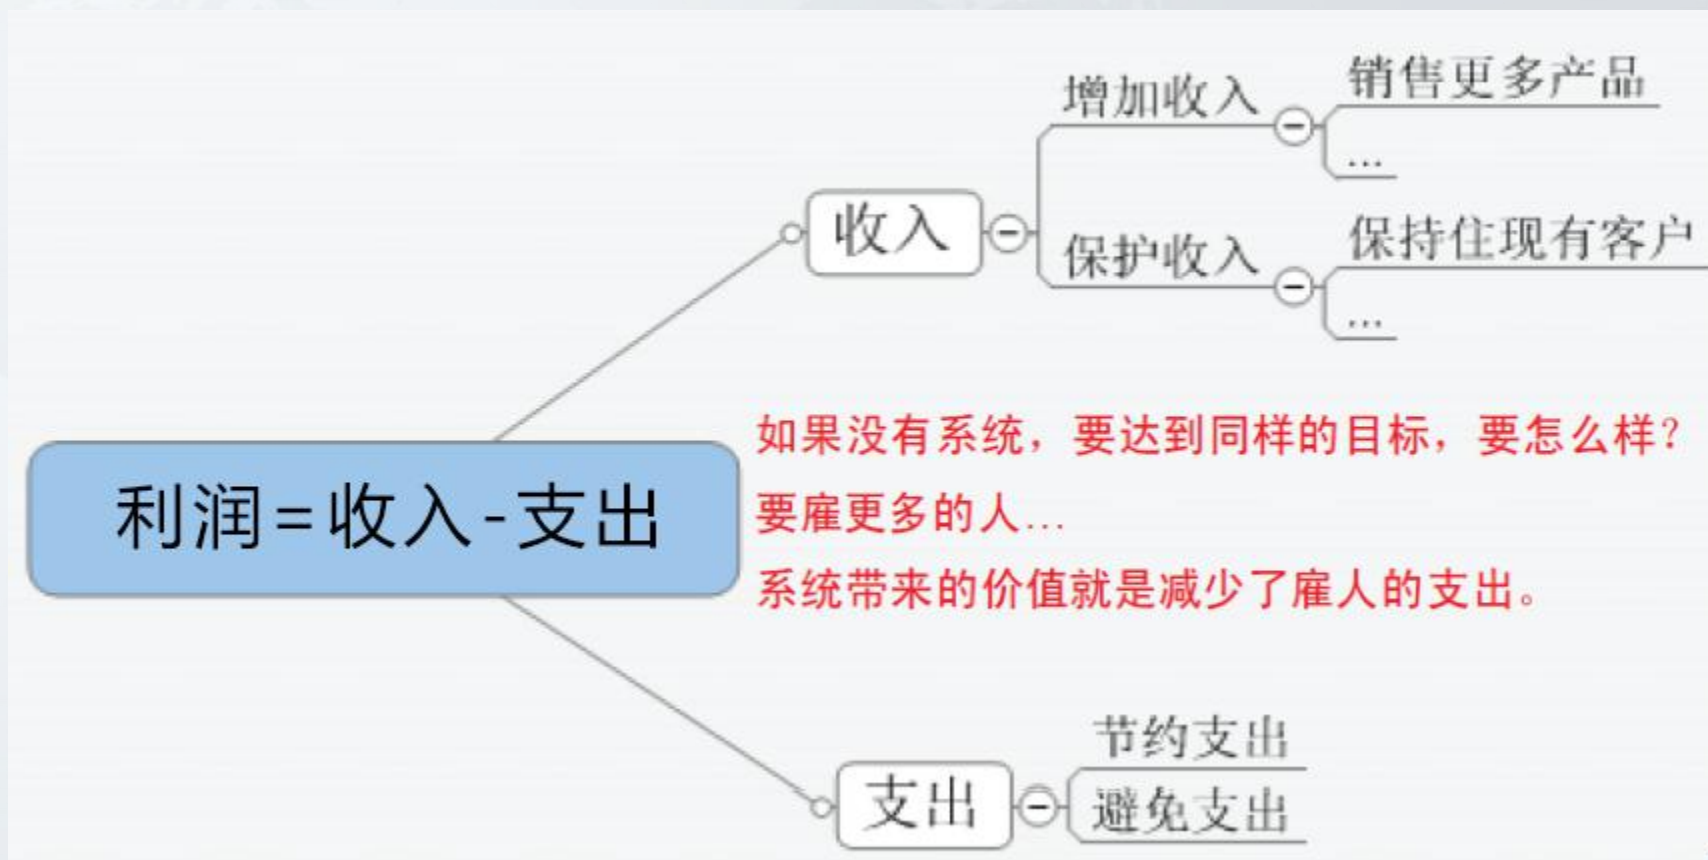 销售更多产品
增加收入
...
收入
保持住现有客户
保护收入
...
如果没有系统，要达到同样的目标，要怎么样？
利润=收入-支出
要雇更多的人...
系统带来的价值就是减少了雇人的支出。
节约支出
支出
避免支出